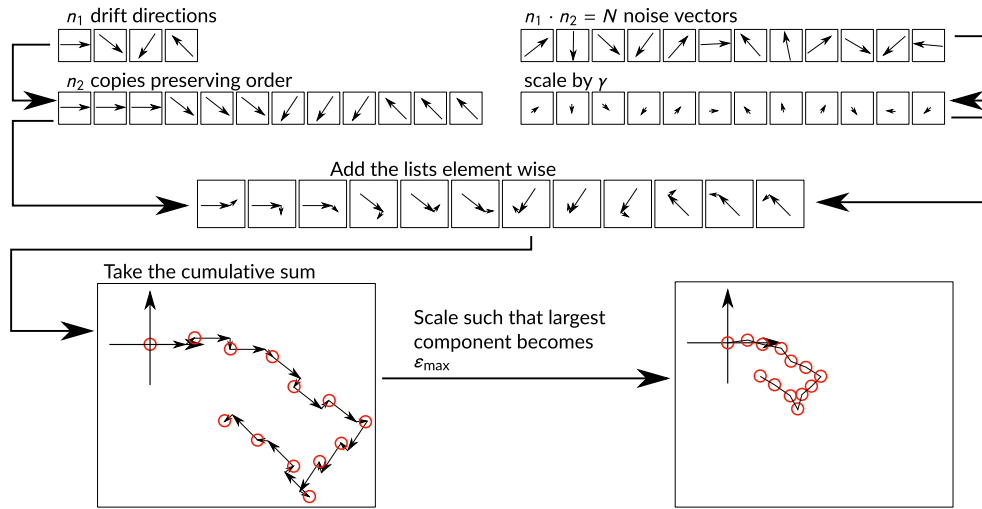 n₁ drift directions
n₁ · n₂ = N noise vectors
n₂ copies preserving order
scale by γ
Add the lists element wise
Take the cumulative sum
Scale such that largest
component becomes
εmax